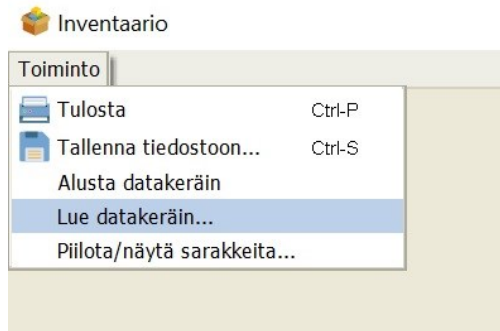 Inventaario
Toiminto
Tulosta Ctrl-P
Tallenna tiedostoon... Ctrl-S
Alusta datakeräin
Lue datakeräin...
Piilota/näytä sarakkeita...